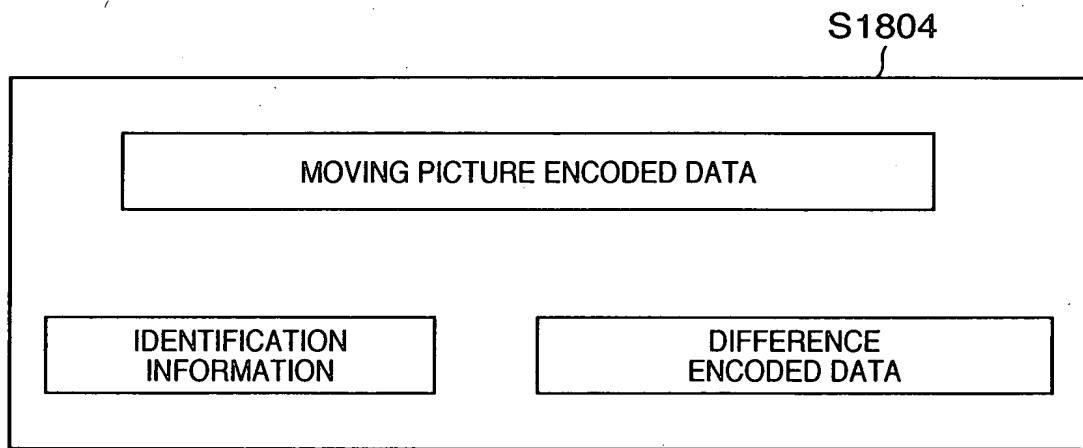 S1804
MOVING PICTURE ENCODED DATA
IDENTIFICATION
INFORMATION
DIFFERENCE
ENCODED DATA